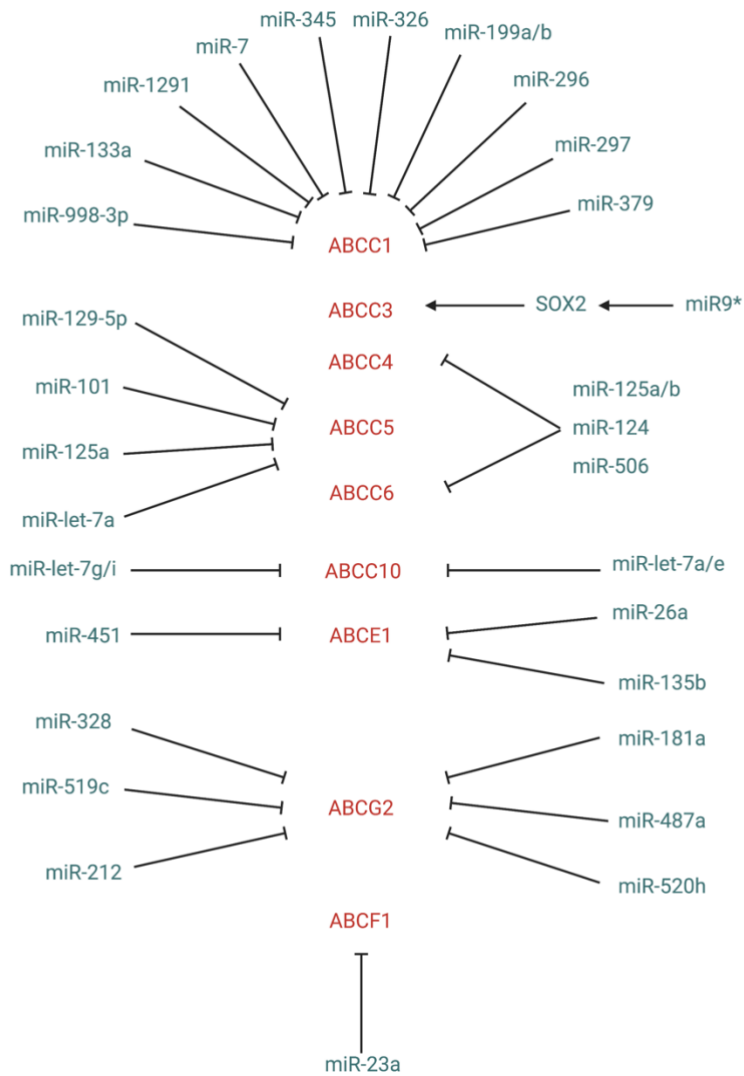 miR-345
miR-326
miR-7
miR-199a/b
miR-1291
miR-296
miR-133a
miR-297
miR-998-3p
miR-379
ABCC1
miR-129-5p
ABCC3
SOX2
miR9*
ABCC4
miR-101
miR-125a/b
ABCC5
miR-124
miR-125a
miR-506
ABCC6
miR-let-7a
miR-let-7g/i
ABCC10
miR-let-7a/e
miR-451
ABCE1
miR-26a
miR-135b
miR-328
miR-181a
miR-519c
ABCG2
miR-487a
miR-212
miR-520h
ABCF1
miR-23a